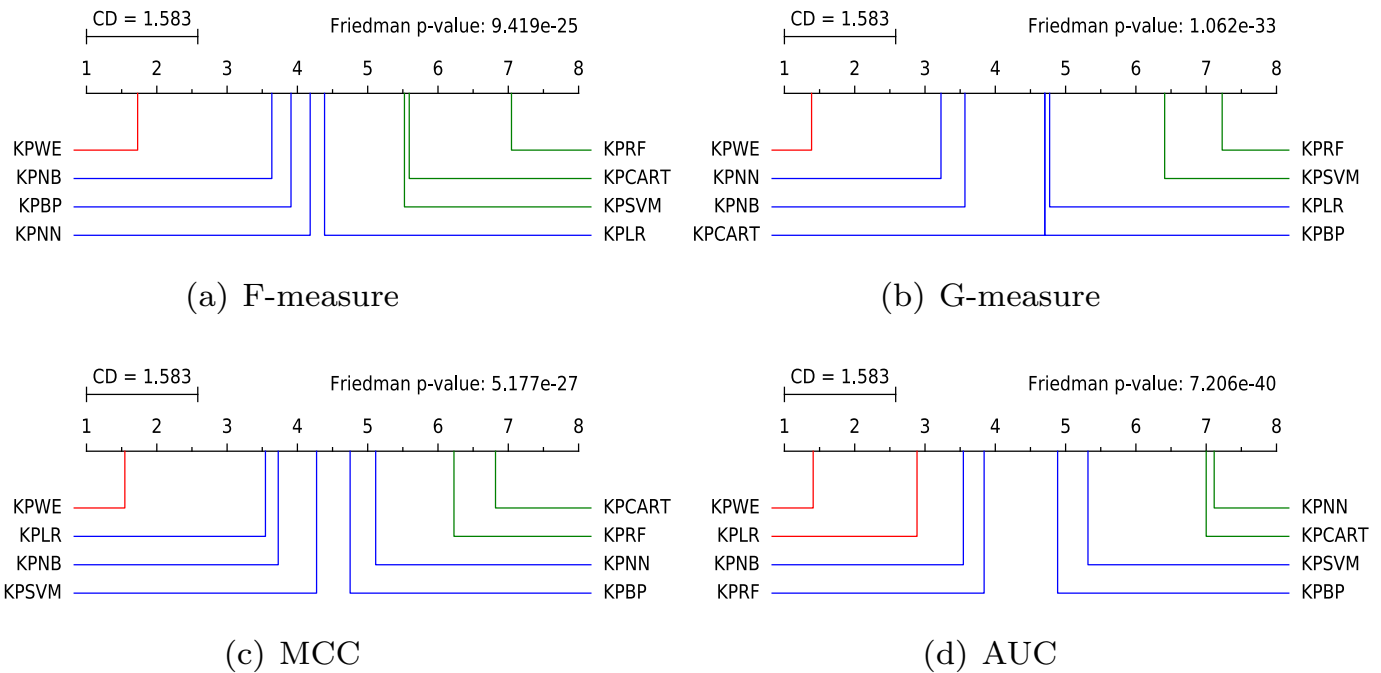 CD = 1.583
Friedman p-value: 9.419e-25
1 2 3 4 5 6 7 8
KPWE KPRF
KPNB KPCART
KPBP KPSVM
KPNN KPLR
(a) F-measure
CD = 1.583
Friedman p-value: 1.062e-33
1 2 3 4 5 6 7 8
KPWE KPRF
KPNN KPSVM
KPNB KPLR
KPCART KPBP
(b) G-measure
CD = 1.583
Friedman p-value: 5.177e-27
1 2 3 4 5 6 7 8
KPWE KPCART
KPLR KPRF
KPNB KPNN
KPSVM KPBP
(c) MCC
CD = 1.583
Friedman p-value: 7.206e-40
1 2 3 4 5 6 7 8
KPWE KPNN
KPLR KPCART
KPNB KPSVM
KPRF KPBP
(d) AUC